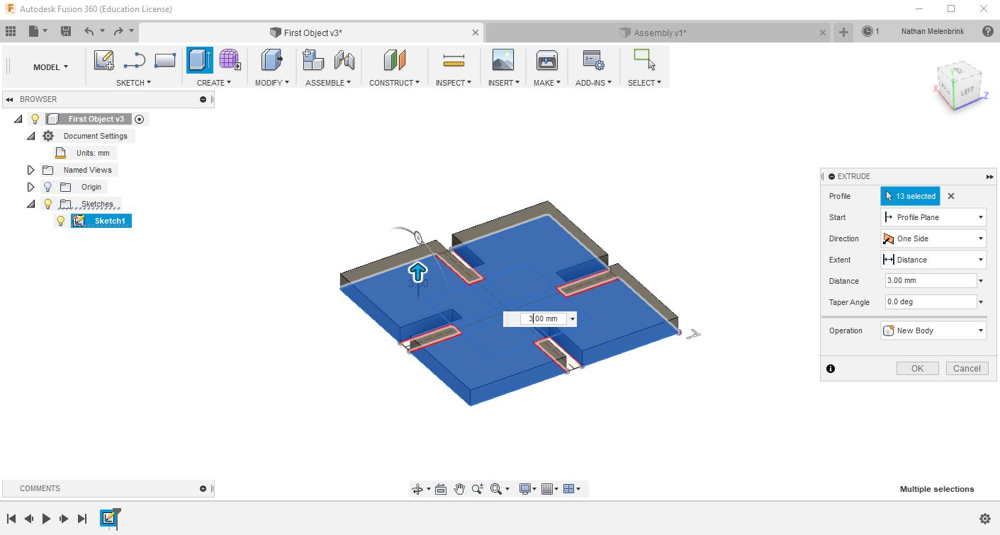 Autodesk Fusion 360 (Education License)
First Object v3*
Assembly v1*
1
Nathan Melenbrink
MODEL
SKETCH
CREATE
MODIFY
ASSEMBLE
CONSTRUCT
INSPECT
INSERT
MAKE
ADD-INS
SELECT
BROWSER
First Object v3
Document Settings
Units: mm
Named Views
Origin
Sketches
Sketch1
Y
X
LEFT
Z
EXTRUDE
Profile
13 selected
Start
Profile Plane
Direction
One Side
Extent
Distance
Distance
3.00 mm
Taper Angle
0.0 deg
Operation
New Body
OK
Cancel
3.00
3.00 mm
COMMENTS
Multiple selections